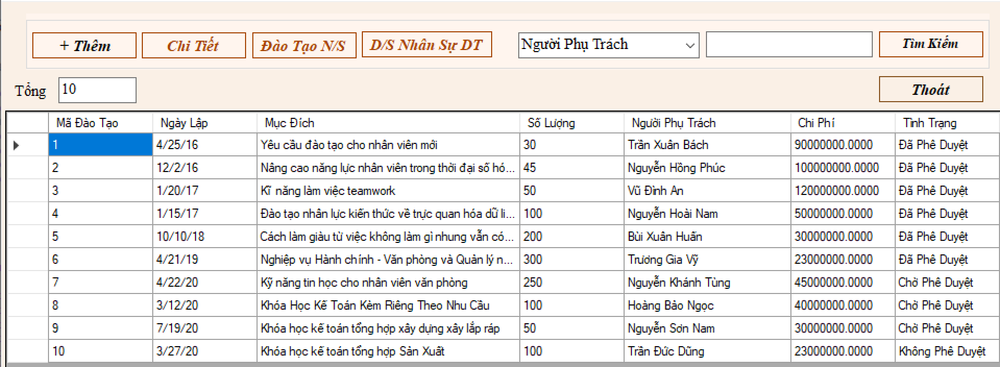 + Thêm Chi Tiết Đào Tạo N/S D/S Nhân Sự DT Người Phụ Trách Tìm Kiếm
Tổng 10 Thoát
Mã Đào Tạo Ngày Lập Mục Đích Số Lượng Người Phụ Trách Chi Phí Tình Trạng
1 4/25/16 Yêu cầu đào tạo cho nhân viên mới 30 Trần Xuân Bách 90000000.0000 Đã Phê Duyệt
2 12/2/16 Nâng cao năng lực nhân viên trong thời đại số hó... 45 Nguyễn Hồng Phúc 100000000.0000 Đã Phê Duyệt
3 1/20/17 Kĩ năng làm việc teamwork 50 Vũ Đình An 120000000.0000 Đã Phê Duyệt
4 1/15/17 Đào tạo nhân lực kiến thức về trực quan hóa dữ li... 100 Nguyễn Hoài Nam 50000000.0000 Đã Phê Duyệt
5 10/10/18 Cách làm giàu từ việc không làm gì nhưng vẫn có... 200 Bùi Xuân Huấn 30000000.0000 Đã Phê Duyệt
6 4/21/19 Nghiệp vụ Hành chính - Văn phòng và Quản lý n... 300 Trương Gia Vỹ 23000000.0000 Đã Phê Duyệt
7 4/22/20 Kỹ năng tin học cho nhân viên văn phòng 250 Nguyễn Khánh Tùng 45000000.0000 Chờ Phê Duyệt
8 3/12/20 Khóa Học Kế Toán Kèm Riêng Theo Nhu Cầu 100 Hoàng Bảo Ngọc 40000000.0000 Chờ Phê Duyệt
9 7/19/20 Khóa học kế toán tổng hợp xây dựng xây lắp ráp 50 Nguyễn Sơn Nam 30000000.0000 Chờ Phê Duyệt
10 3/27/20 Khóa học kế toán tổng hợp Sản Xuất 100 Trần Đức Dũng 23000000.0000 Không Phê Duyệt